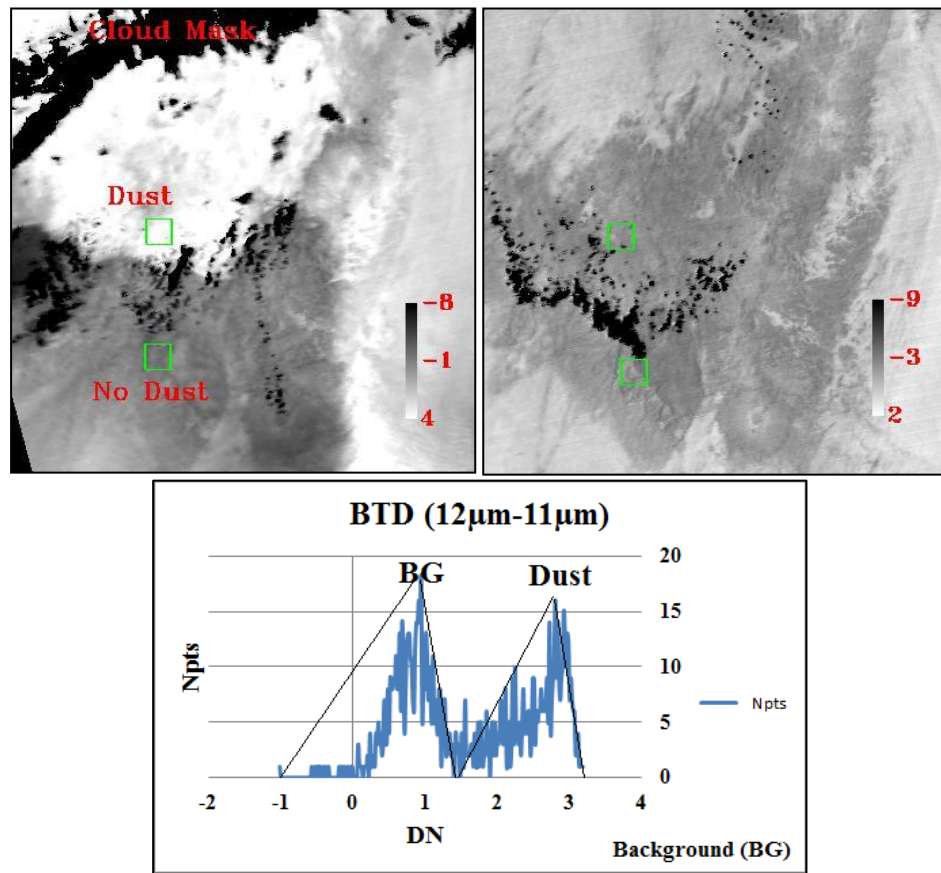 Cloud Mask
Dust
No Dust
-8
-1
4
-9
-3
2
BTD (12μm-11μm)
BG
Dust
20
15
10
5
0
Npts
Npts
-2 -1 0 1 2 3 4
DN
Background (BG)